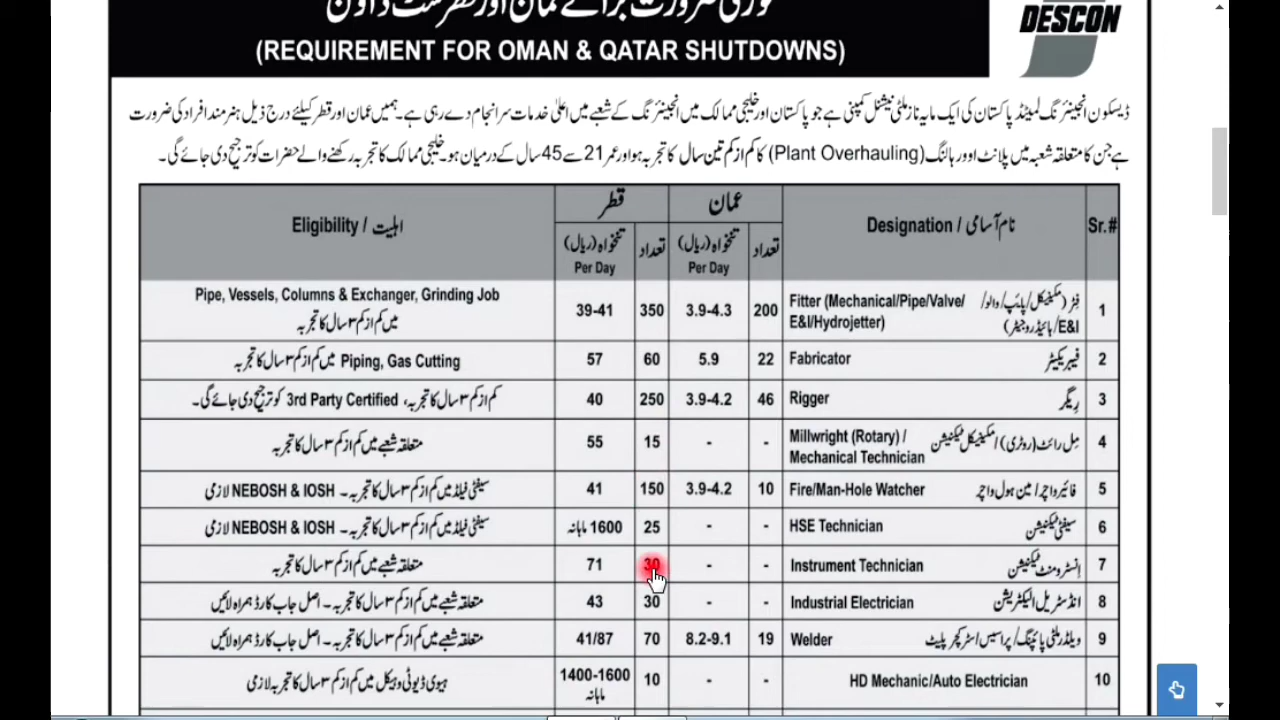 (REQUIREMENT FOR OMAN & QATAR SHUTDOWNS)
DESCON
ڈیسکون انجینئرنگ لمیٹڈ پاکستان کی ایک مایہ ناز ملٹی نیشنل کمپنی ہے جو پاکستان اور خلیجی ممالک میں انجینئرنگ کے شعبے میں اعلیٰ خدمات سرانجام دے رہی ہے۔ ہمیں عمان اور قطر کیلئے درج ذیل ہنرمند افراد کی ضرورت
ہے جن کا متعلقہ شعبہ میں پلانٹ اوور ہالنگ (Plant Overhauling) کا کم از کم تین سال کا تجربہ ہو اور عمر 21 سے 45 سال کے درمیان ہو۔ خلیجی ممالک کا تجربہ رکھنے والے حضرات کو ترجیح دی جائے گی۔
Sr.# نام آسامی / Designation عمان قطر اہلیت / Eligibility
تعداد تنخواہ (ریال) Per Day تعداد تنخواہ (ریال) Per Day
1 فٹر (مکینیکل/پائپ/والو/ Fitter (Mechanical/Pipe/Valve/ 200 3.9-4.3 350 39-41 Pipe, Vessels, Columns & Exchanger, Grinding Job
E&I/ہائیڈروجیٹر) E&I/Hydrojetter) میں کم از کم ۳ سال کا تجربہ
2 فیبریکیٹر Fabricator 22 5.9 60 57 Piping, Gas Cutting میں کم از کم ۳ سال کا تجربہ
3 ریگر Rigger 46 3.9-4.2 250 40 کم از کم ۳ سال کا تجربہ، 3rd Party Certified کو ترجیح دی جائے گی۔
4 مِل رائٹ (روٹری) / مکینیکل ٹیکنیشن Millwright (Rotary) / Mechanical Technician - - 15 55 متعلقہ شعبے میں کم از کم ۳ سال کا تجربہ
5 فائر واچر/ مین ہول واچر Fire/Man-Hole Watcher 10 3.9-4.2 150 41 سیفٹی فیلڈ میں کم از کم ۳ سال کا تجربہ۔ NEBOSH & IOSH لازمی
6 سیفٹی ٹیکنیشن HSE Technician - - 25 1600 ماہانہ سیفٹی فیلڈ میں کم از کم ۳ سال کا تجربہ۔ NEBOSH & IOSH لازمی
7 انسٹرومنٹ ٹیکنیشن Instrument Technician - - 30 71 متعلقہ شعبے میں کم از کم ۳ سال کا تجربہ
8 انڈسٹریل الیکٹریشن Industrial Electrician - - 30 43 متعلقہ شعبے میں کم از کم ۳ سال کا تجربہ۔ اصل جاب کارڈ ہمراہ لائیں
9 ویلڈر ملٹی پائپنگ/ پراسیس اسٹرکچر پلیٹ Welder 19 8.2-9.1 70 41/87 متعلقہ شعبے میں کم از کم ۳ سال کا تجربہ۔ اصل جاب کارڈ ہمراہ لائیں
10 HD Mechanic/Auto Electrician - - 10 1400-1600 ماہانہ ہیوی ڈیوٹی وہیکل میں کم از کم ۳ سال کا تجربہ لازمی